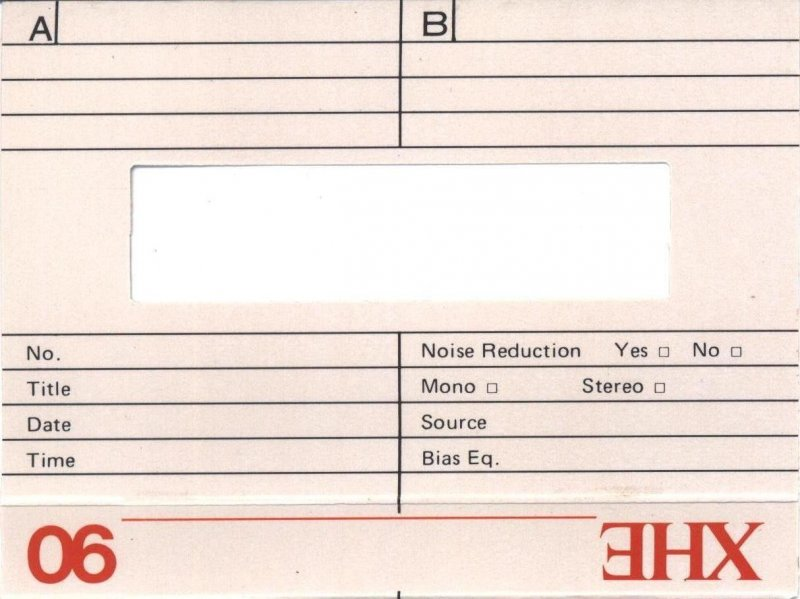 A B
No. Noise Reduction Yes □ No □
Title Mono □ Stereo □
Date Source
Time Bias Eq.
XHE 90